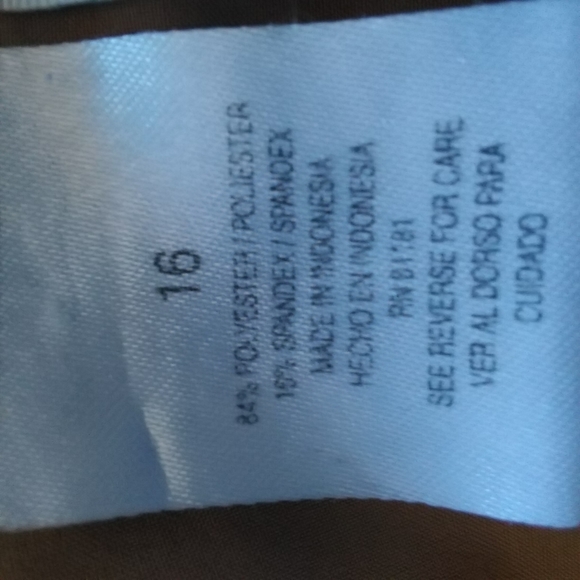 16
84% POLYESTER / POLIESTER
16% SPANDEX / SPANDEX
MADE IN INDONESIA
HECHO EN INDONESIA
RN
SEE REVERSE FOR CARE
VER AL DORSO PARA
CUIDADO